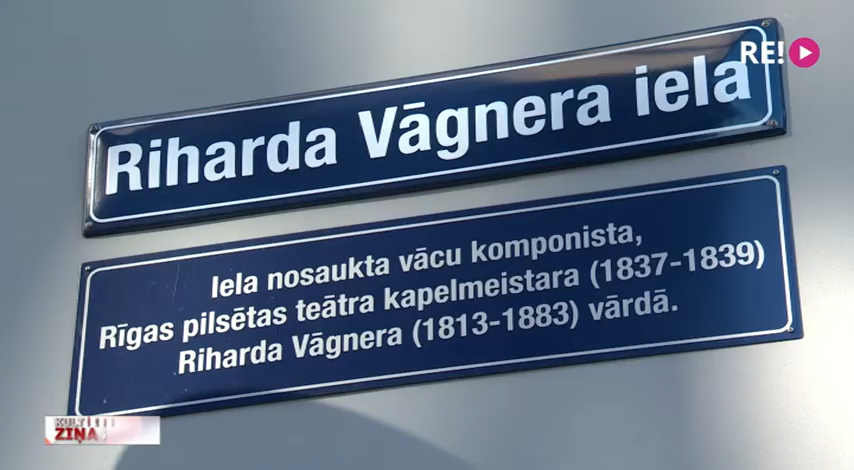 RE!
Riharda Vāgnera iela
Iela nosaukta vācu komponista,
Rīgas pilsētas teātra kapelmeistara (1837-1839)
Riharda Vāgnera (1813-1883) vārdā.
ZIŅA